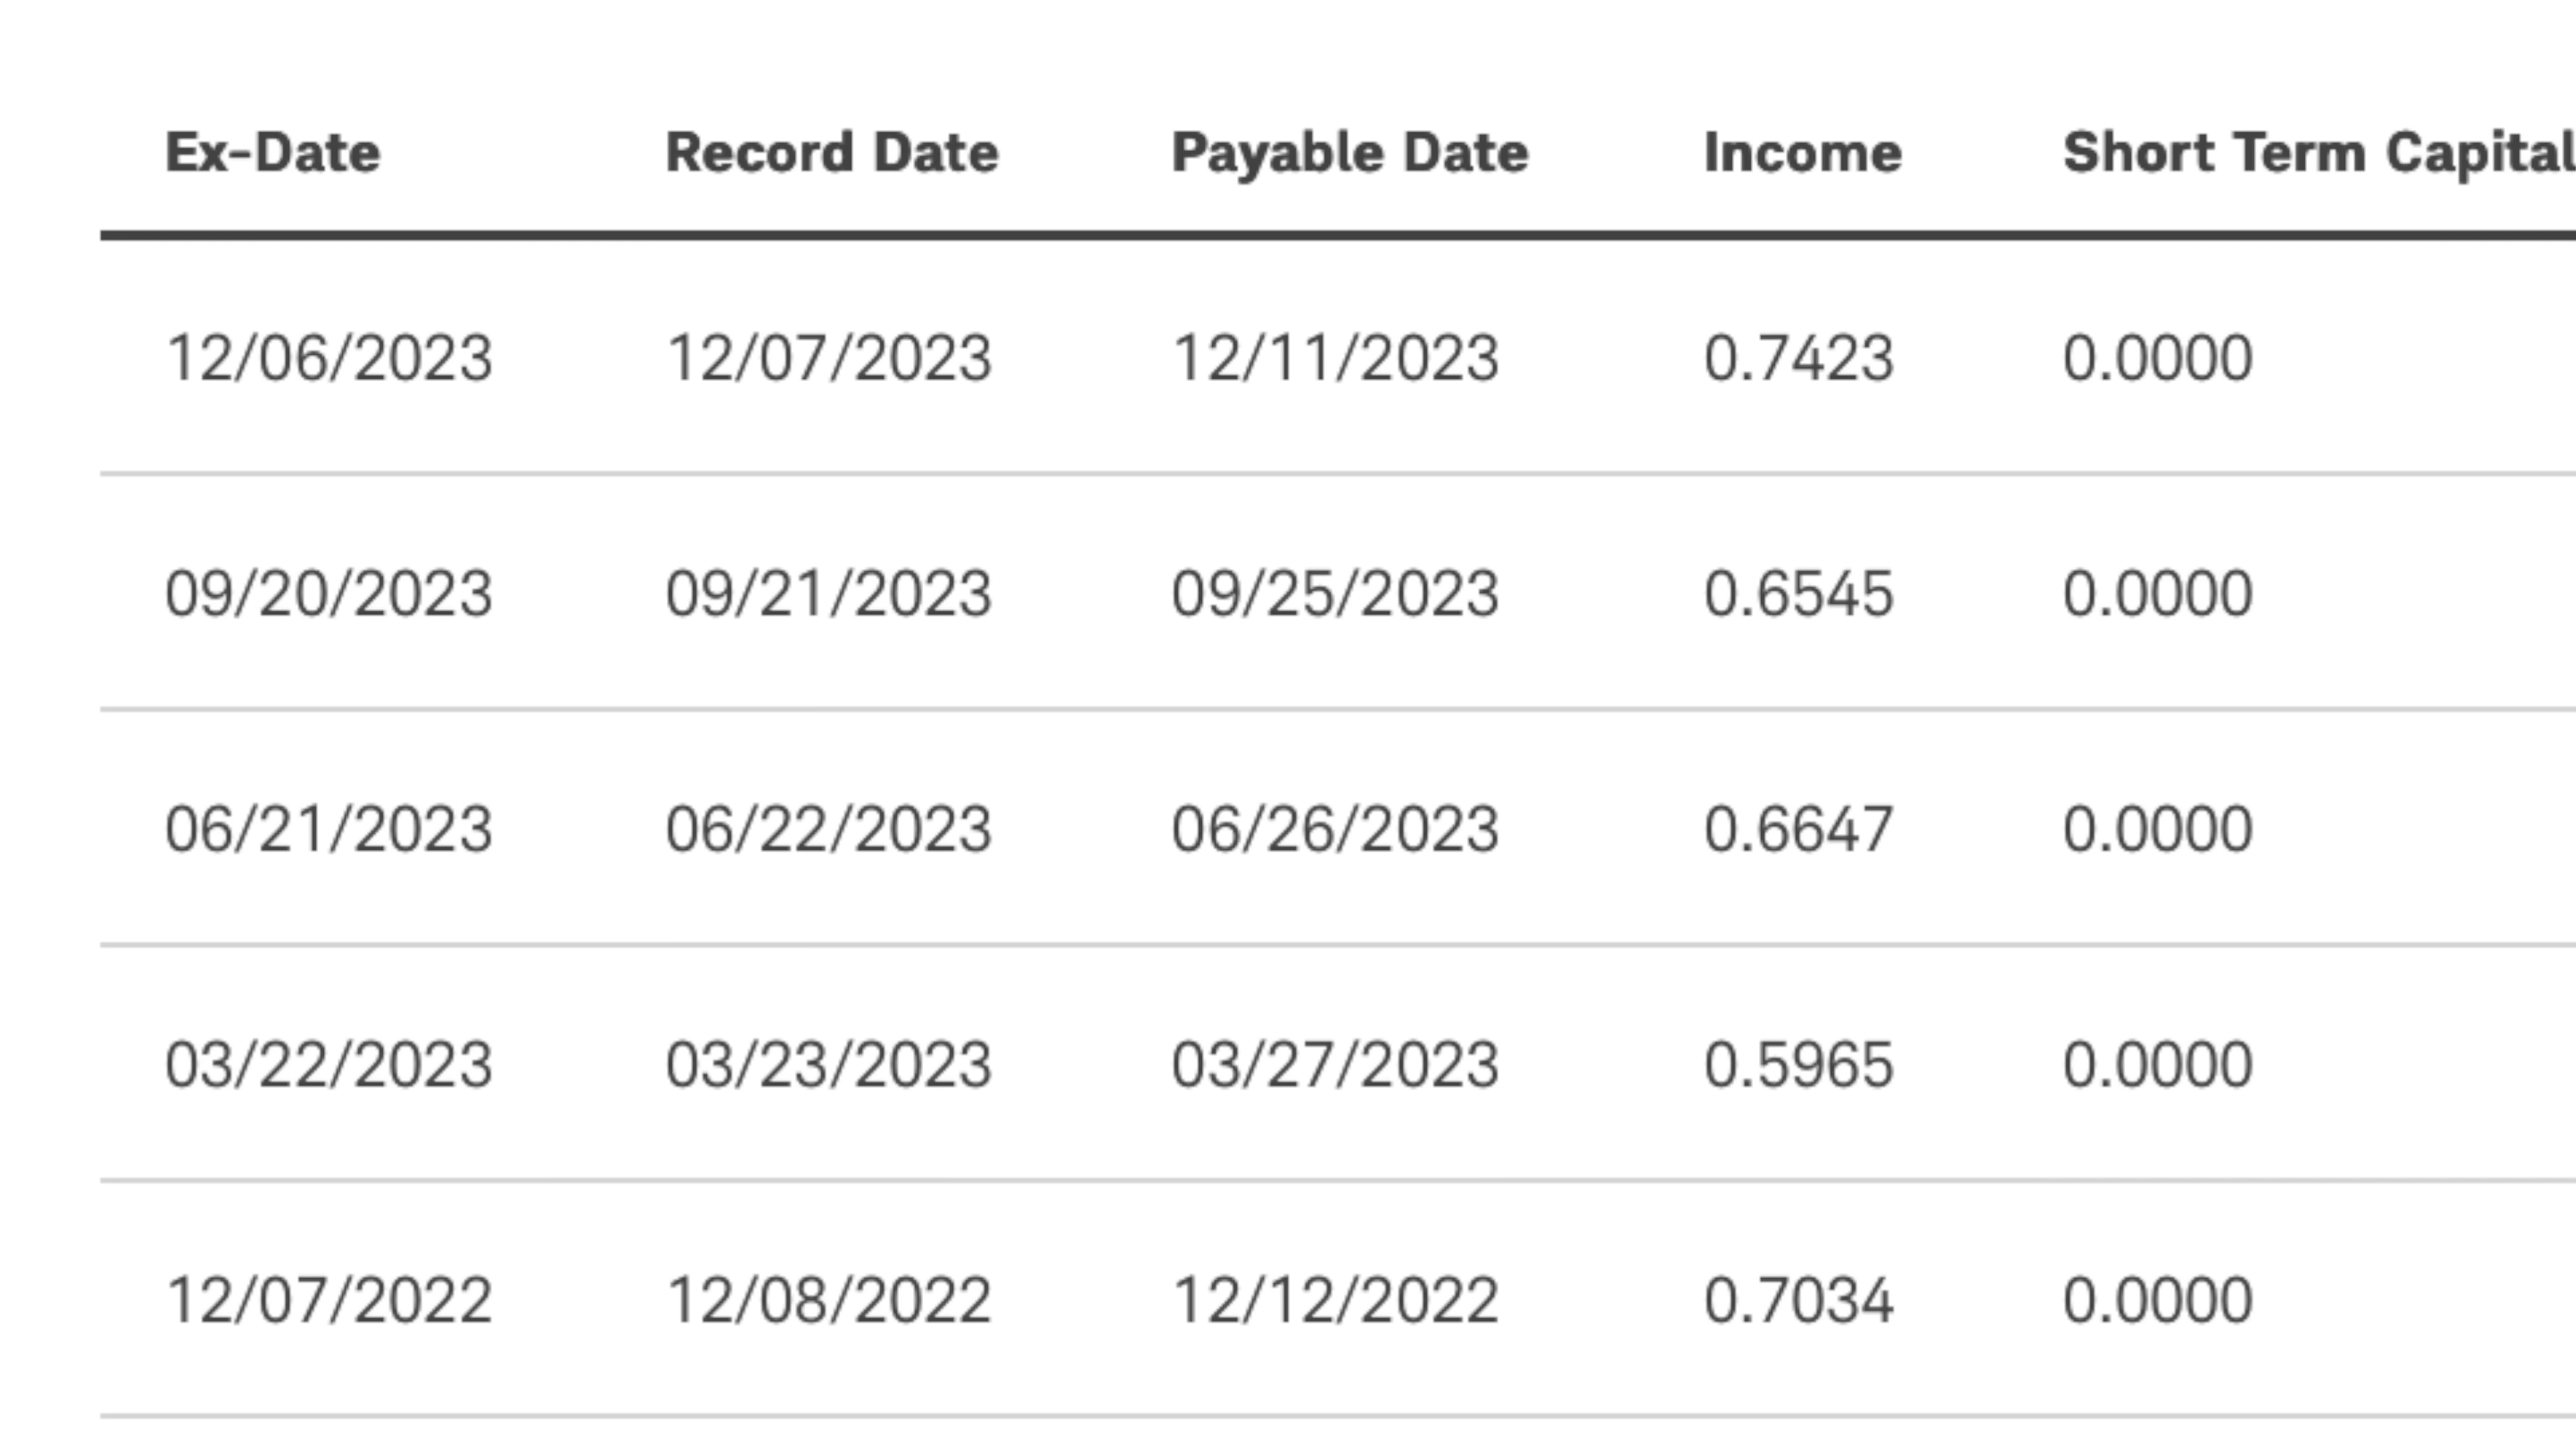 Ex-Date Record Date Payable Date Income Short Term Capital
12/06/2023 12/07/2023 12/11/2023 0.7423 0.0000
09/20/2023 09/21/2023 09/25/2023 0.6545 0.0000
06/21/2023 06/22/2023 06/26/2023 0.6647 0.0000
03/22/2023 03/23/2023 03/27/2023 0.5965 0.0000
12/07/2022 12/08/2022 12/12/2022 0.7034 0.0000